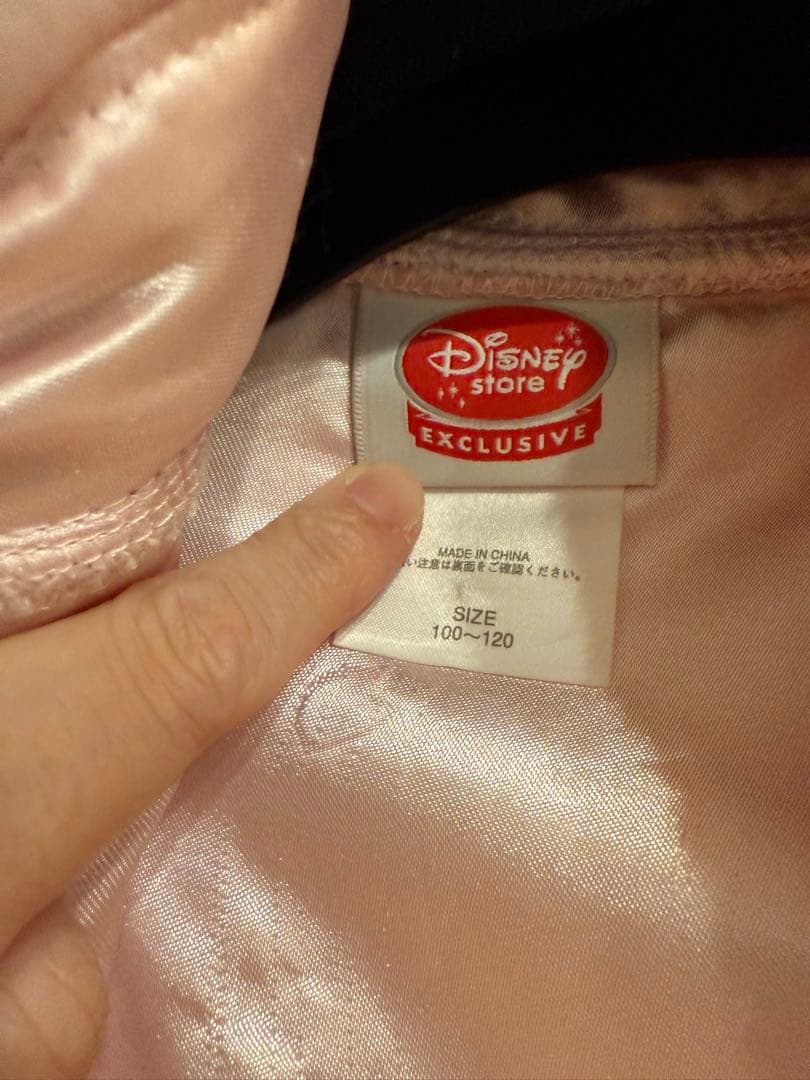 Disney
store
EXCLUSIVE
MADE IN CHINA
い注意は裏面をご確認ください。
SIZE
100～120